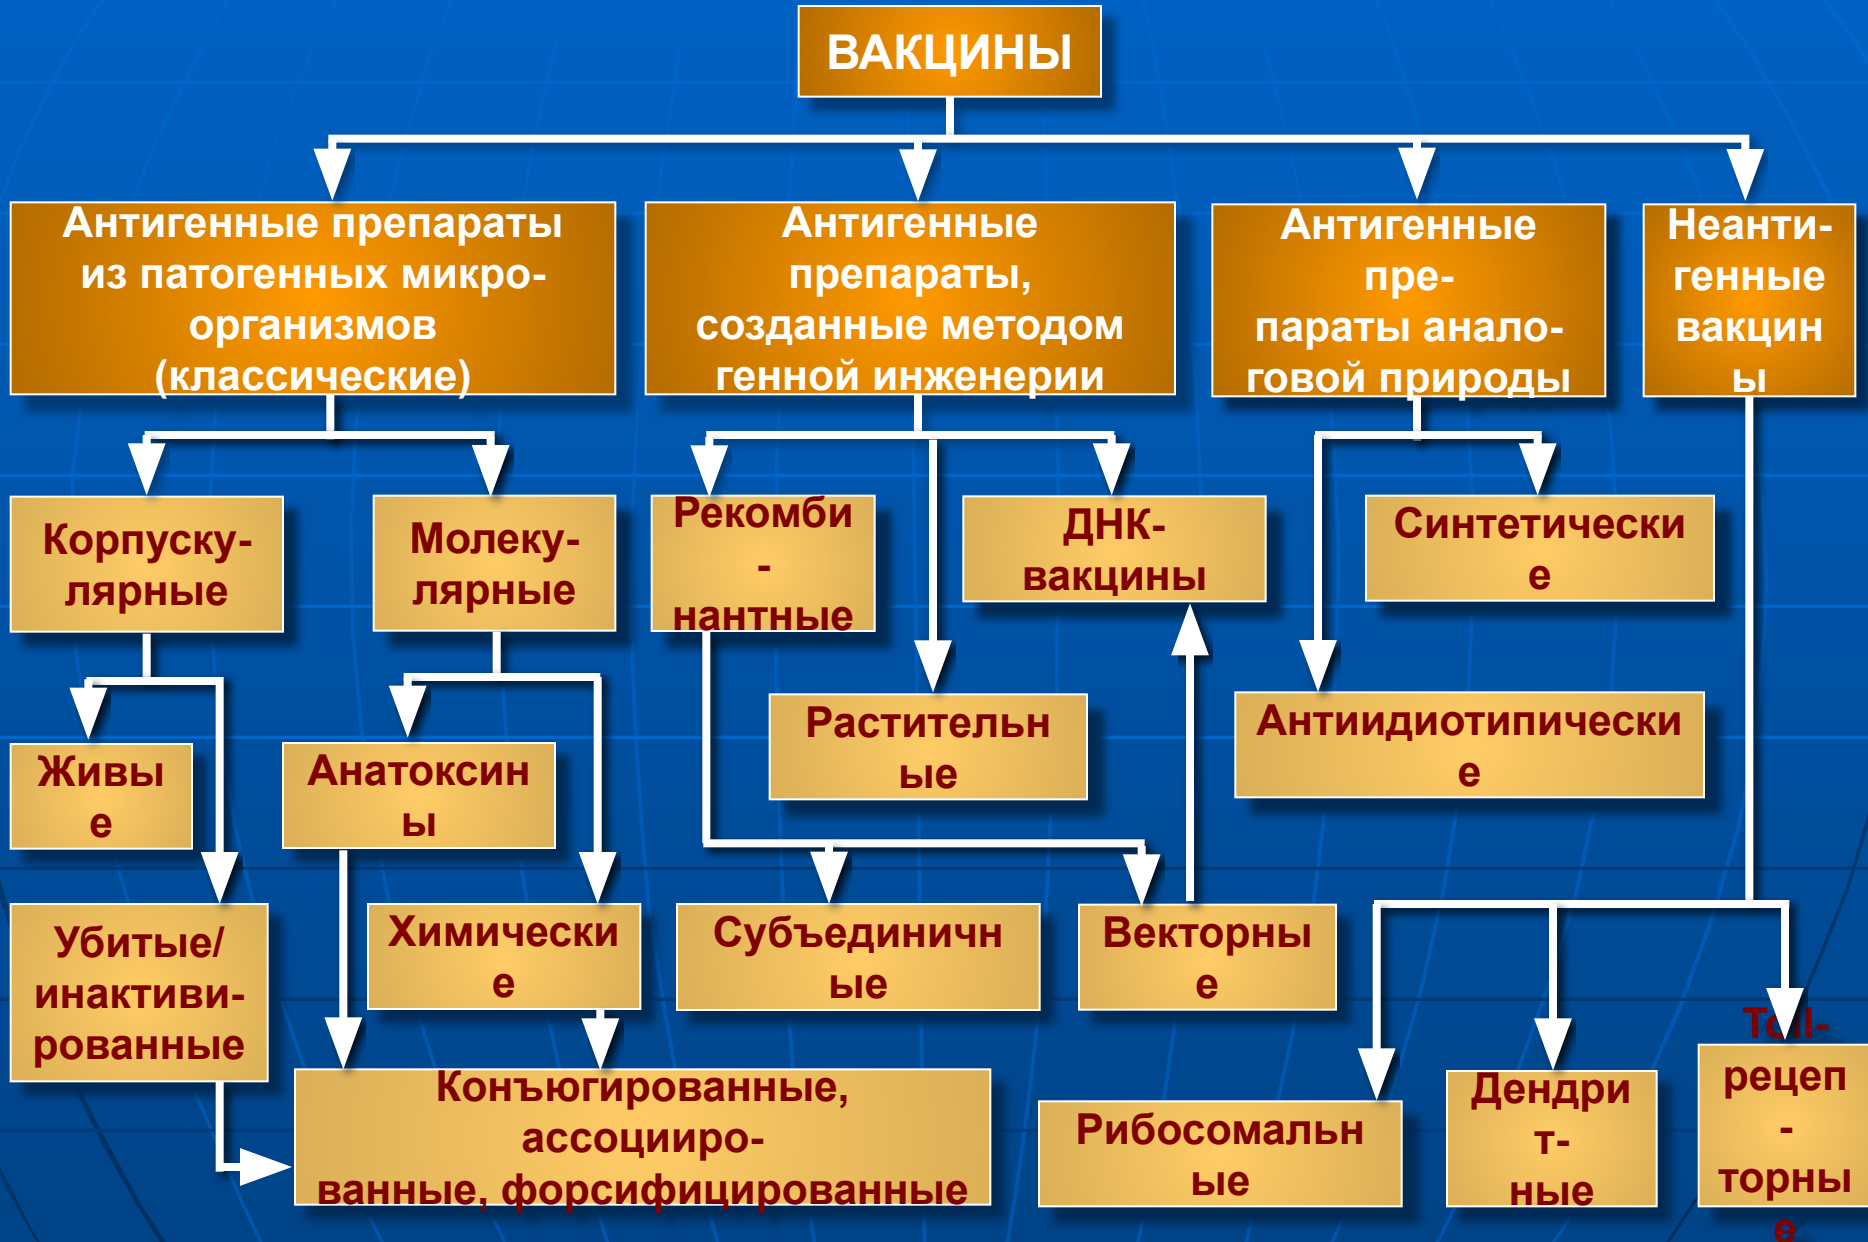 ВАКЦИНЫ
Антигенные препараты
из патогенных микро-
организмов
(классические)
Антигенные
препараты,
созданные методом
генной инженерии
Антигенные
пре-
параты анало-
говой природы
Неанти-
генные
вакцин
ы
Корпуску-
лярные
Молеку-
лярные
Рекомби
-
нантные
ДНК-
вакцины
Синтетически
е
Растительн
ые
Антиидиотипически
е
Живы
е
Анатоксин
ы
Убитые/
инактиви-
рованные
Химически
е
Субъединичн
ые
Векторны
е
Конъюгированные,
ассоцииро-
ванные, форсифицированные
Рибосомальн
ые
Дендри
т-
ные
Toll-
рецеп
-
торны
е